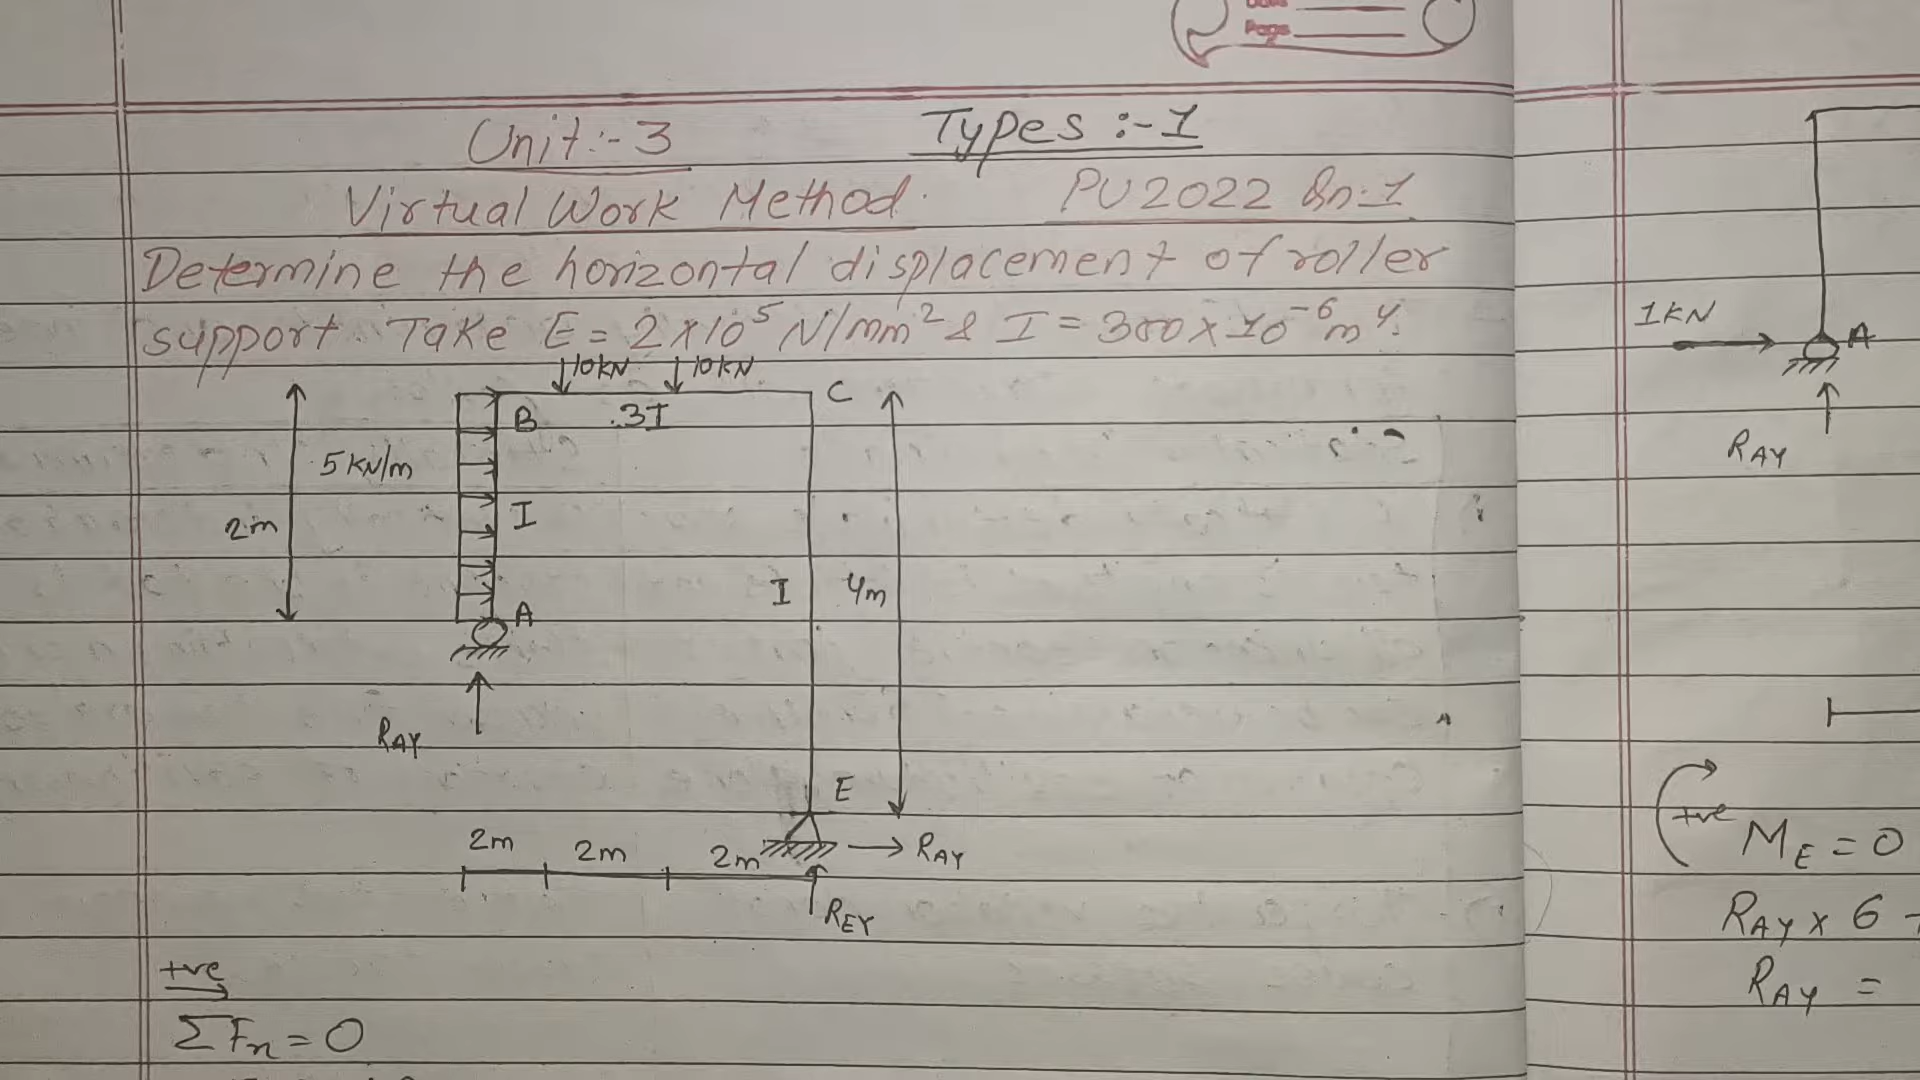 Page
Unit:-3
Types :-1
Virtual Work Method.
PU2022 Qn.1
Determine the horizontal displacement of roller
support. Take E = 2×10⁵ N/mm² & I = 300×10⁻⁶m⁴.
10KN 10KN
B 3I C
5KN/m
2m
I
I 4m
A
RAY
E
2m 2m 2m
→ RAY
REY
+ve
ΣFx = 0
1KN
A
RAY
+ve
ME = 0
RAY × 6
RAY =